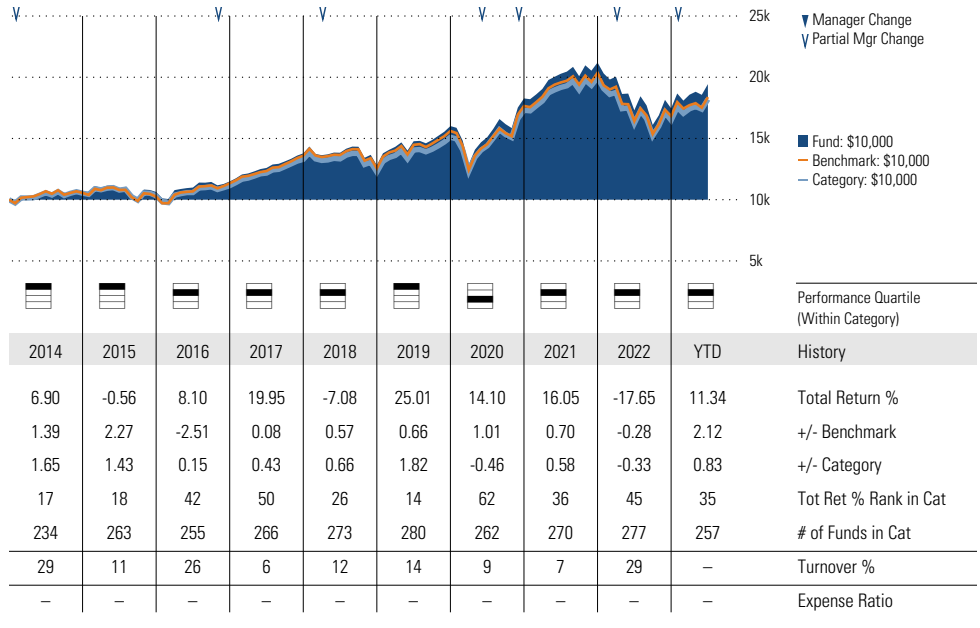 25k
20k
15k
10k
5k
Manager Change
Partial Mgr Change
Fund: $10,000
Benchmark: $10,000
Category: $10,000
Performance Quartile
(Within Category)
2014 2015 2016 2017 2018 2019 2020 2021 2022 YTD History
6.90 -0.56 8.10 19.95 -7.08 25.01 14.10 16.05 -17.65 11.34 Total Return %
1.39 2.27 -2.51 0.08 0.57 0.66 1.01 0.70 -0.28 2.12 +/- Benchmark
1.65 1.43 0.15 0.43 0.66 1.82 -0.46 0.58 -0.33 0.83 +/- Category
17 18 42 50 26 14 62 36 45 35 Tot Ret % Rank in Cat
234 263 255 266 273 280 262 270 277 257 # of Funds in Cat
29 11 26 6 12 14 9 7 29 – Turnover %
– – – – – – – – – – Expense Ratio